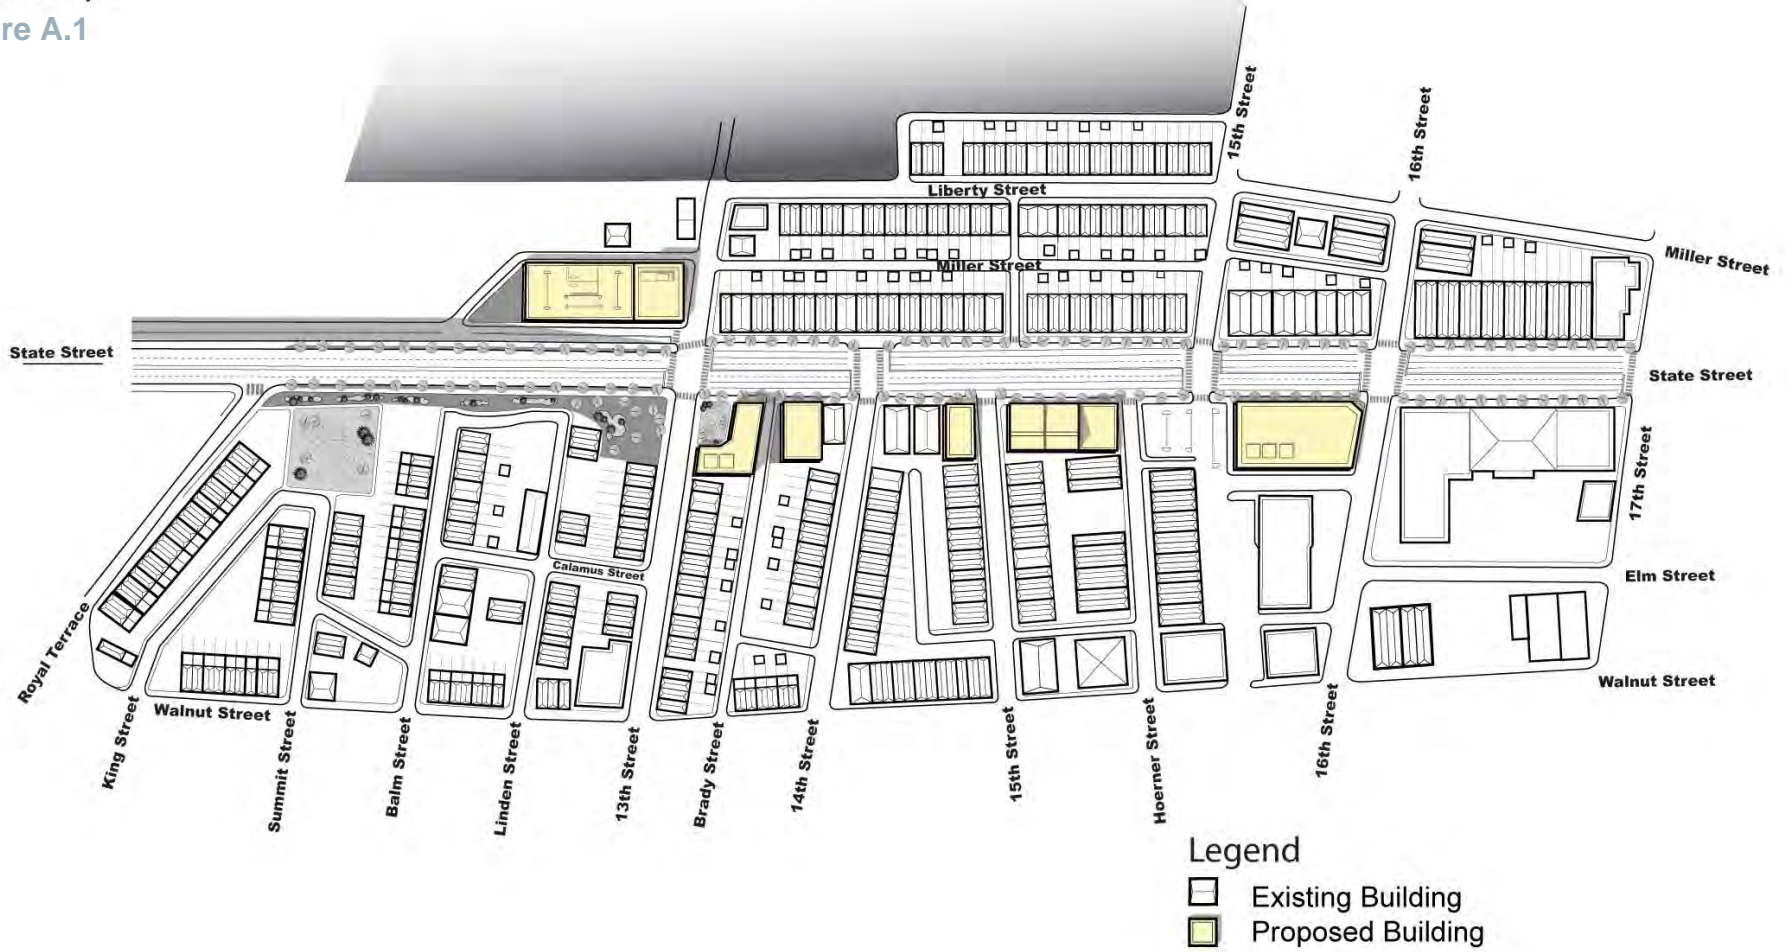 re A.1
15th Street
16th Street
Liberty Street
Miller Street
Miller Street
State Street
State Street
17th Street
Calamus Street
Elm Street
Royal Terrace
Walnut Street
Walnut Street
King Street
Summit Street
Balm Street
Linden Street
13th Street
Brady Street
14th Street
15th Street
Hoerner Street
16th Street
Legend
Existing Building
Proposed Building